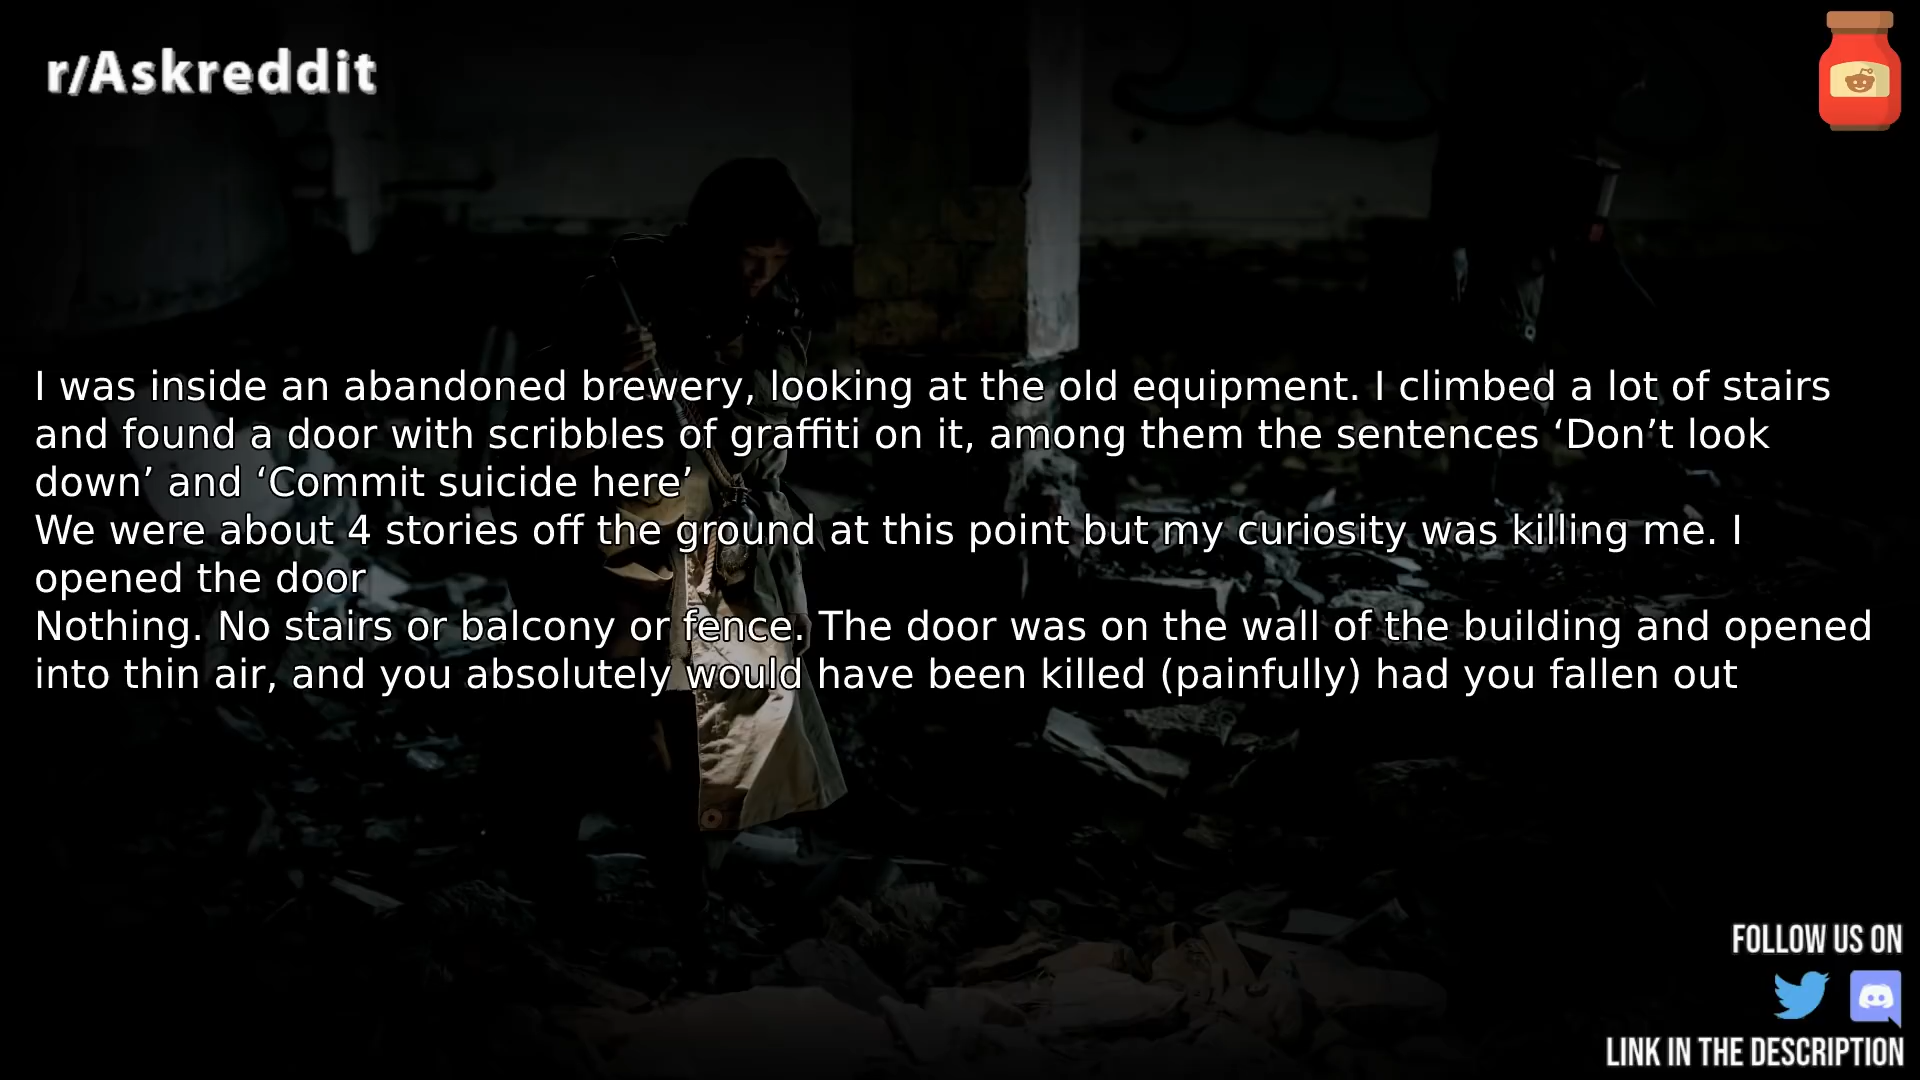 r/Askreddit
I was inside an abandoned brewery, looking at the old equipment. I climbed a lot of stairs
and found a door with scribbles of graffiti on it, among them the sentences ‘Don’t look
down’ and ‘Commit suicide here’
We were about 4 stories off the ground at this point but my curiosity was killing me. I
opened the door
Nothing. No stairs or balcony or fence. The door was on the wall of the building and opened
into thin air, and you absolutely would have been killed (painfully) had you fallen out
FOLLOW US ON
LINK IN THE DESCRIPTION